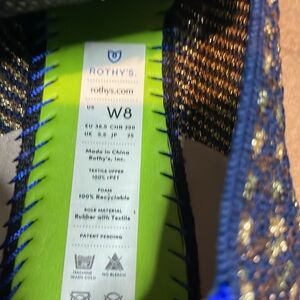 ROTHY'S.
rothys.com
US W8
EU 38.5 CHN 250
UK 5.5 JP 25
Made in China
Rothy's, Inc.
TEXTILE UPPER
100% rPET
FOAM
100% Recyclable
SOLE MATERIAL
Rubber with Textile
PATENT PENDING
MACHINE
WASH COLD
NO BLEACH